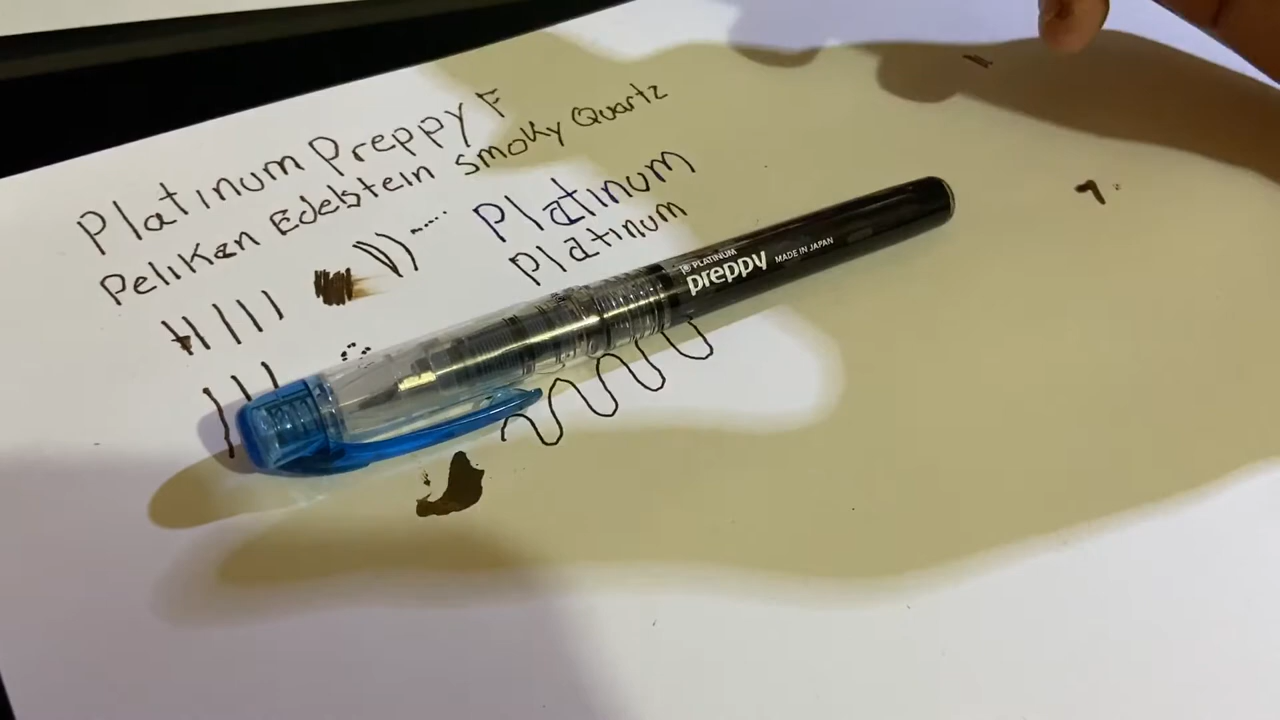 Platinum Preppy F
Pelikan Edelstein Smoky Quartz
Platinum
Platinum
PLATINUM
preppy MADE IN JAPAN